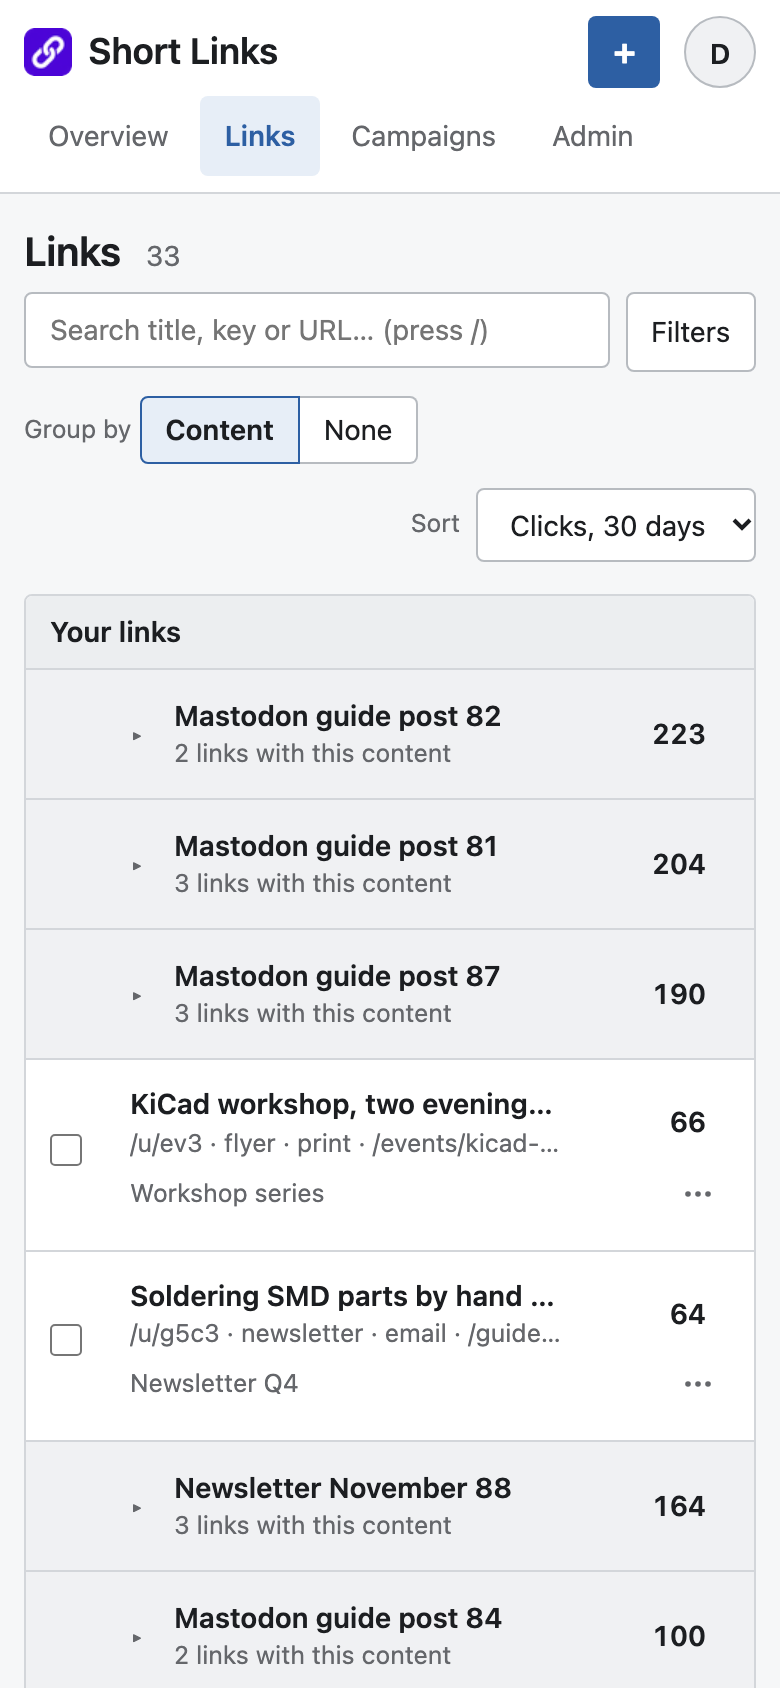 Short Links
+
D
Overview
Links
Campaigns
Admin
Links 33
Search title, key or URL... (press /)
Filters
Group by
Content
None
Sort
Clicks, 30 days
Your links
Mastodon guide post 82
2 links with this content
223
Mastodon guide post 81
3 links with this content
204
Mastodon guide post 87
3 links with this content
190
KiCad workshop, two evening...
/u/ev3 · flyer · print · /events/kicad-...
Workshop series
66
Soldering SMD parts by hand ...
/u/g5c3 · newsletter · email · /guide...
Newsletter Q4
64
Newsletter November 88
3 links with this content
164
Mastodon guide post 84
2 links with this content
100